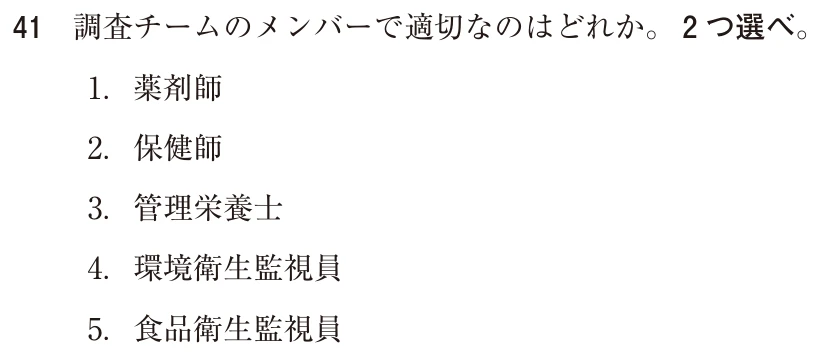 41 調査チームのメンバーで適切なのはどれか。2つ選べ。
1. 薬剤師
2. 保健師
3. 管理栄養士
4. 環境衛生監視員
5. 食品衛生監視員